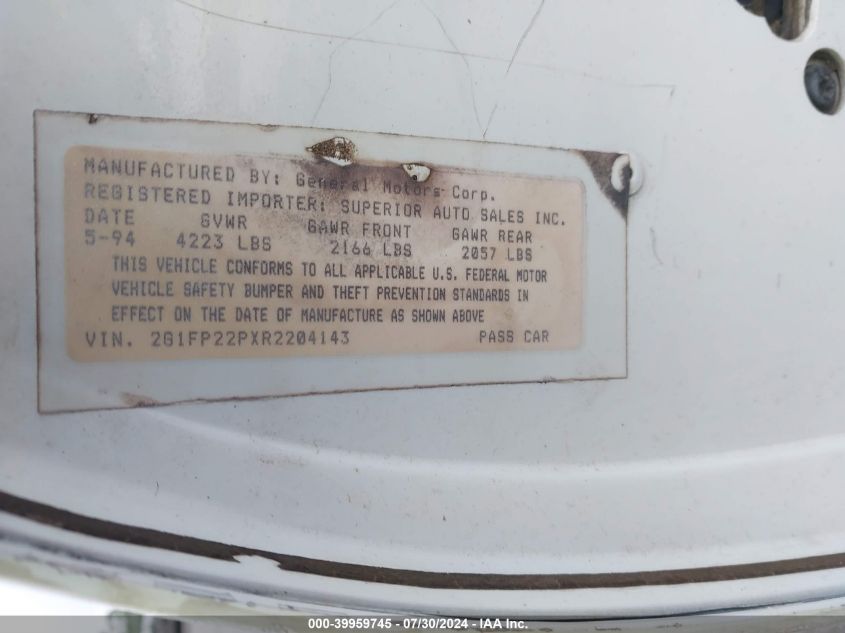 MANUFACTURED BY: General Motors Corp.
REGISTERED IMPORTER: SUPERIOR AUTO SALES INC.
DATE GVWR GAWR FRONT GAWR REAR
5-94 4223 LBS 2166 LBS 2057 LBS
THIS VEHICLE CONFORMS TO ALL APPLICABLE U.S. FEDERAL MOTOR
VEHICLE SAFETY BUMPER AND THEFT PREVENTION STANDARDS IN
EFFECT ON THE DATE OF MANUFACTURE AS SHOWN ABOVE
VIN. 2G1FP22PXR2204143 PASS CAR
000-39959745 - 07/30/2024 - IAA Inc.